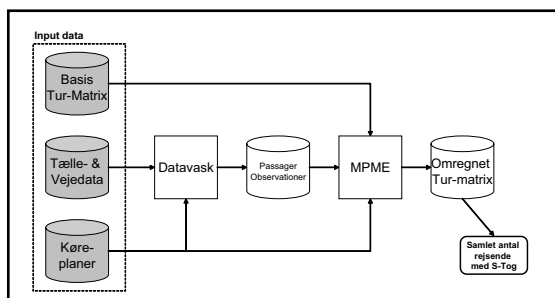 Input data
Basis
Tur-Matrix
Tælle- &
Vejedata
Køre-
planer
Datavask
Passager
Observationer
MPME
Omregnet
Tur-matrix
Samlet antal
rejsende
med S-Tog